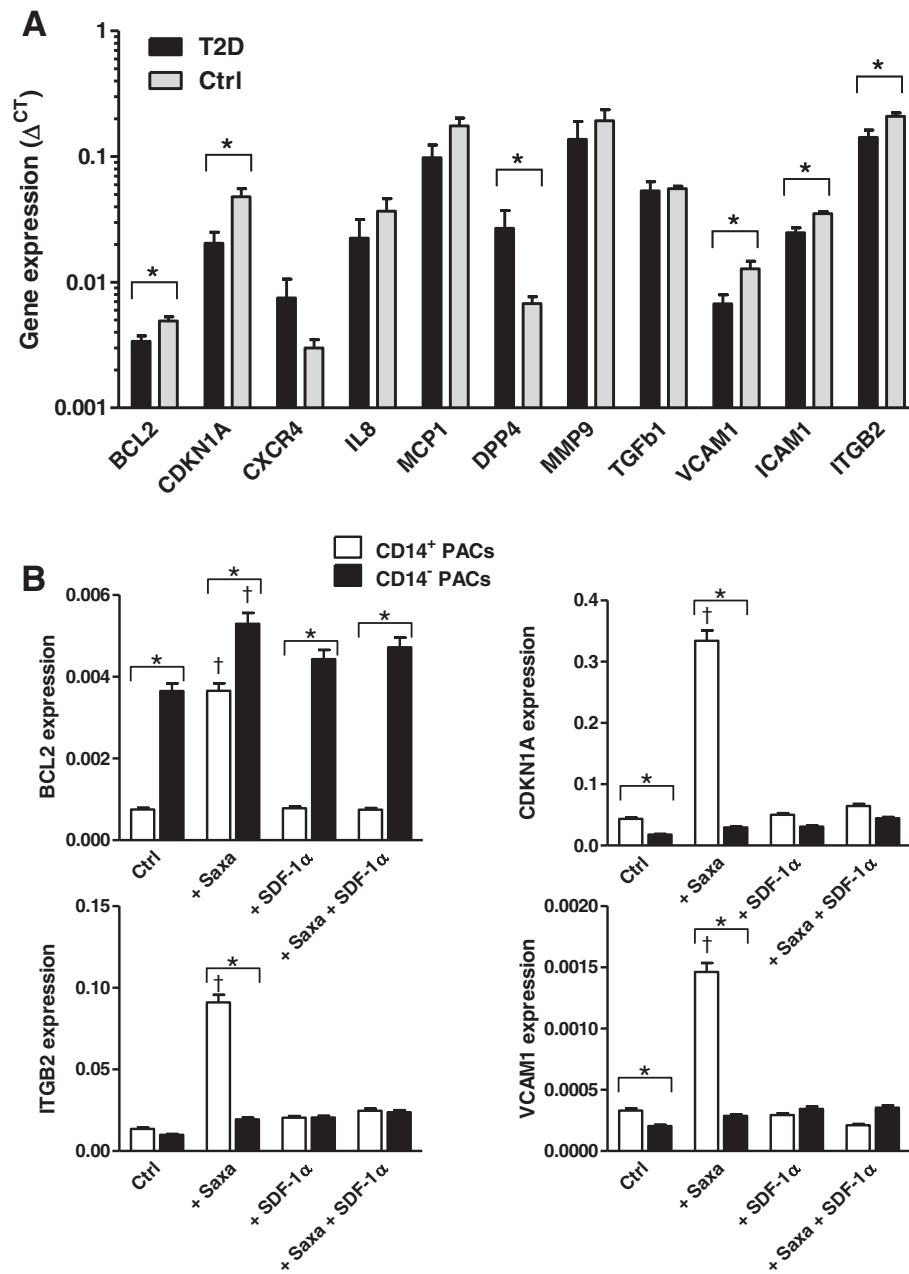 A
T2D
Ctrl
Gene expression (Δ^CT)
1
0.1
0.01
0.001
*
*
*
*
*
*
BCL2
CDKN1A
CXCR4
IL8
MCP1
DPP4
MMP9
TGFb1
VCAM1
ICAM1
ITGB2
B
CD14⁺ PACs
CD14⁻ PACs
BCL2 expression
0.006
0.004
0.002
0.000
*
†
*
†
*
*
Ctrl
+ Saxa
+ SDF-1α
+ Saxa + SDF-1α
CDKN1A expression
0.4
0.3
0.2
0.1
0.0
*
*
†
Ctrl
+ Saxa
+ SDF-1α
+ Saxa + SDF-1α
ITGB2 expression
0.15
0.10
0.05
0.00
*
†
Ctrl
+ Saxa
+ SDF-1α
+ Saxa + SDF-1α
VCAM1 expression
0.0020
0.0015
0.0010
0.0005
0.0000
*
*
†
Ctrl
+ Saxa
+ SDF-1α
+ Saxa + SDF-1α